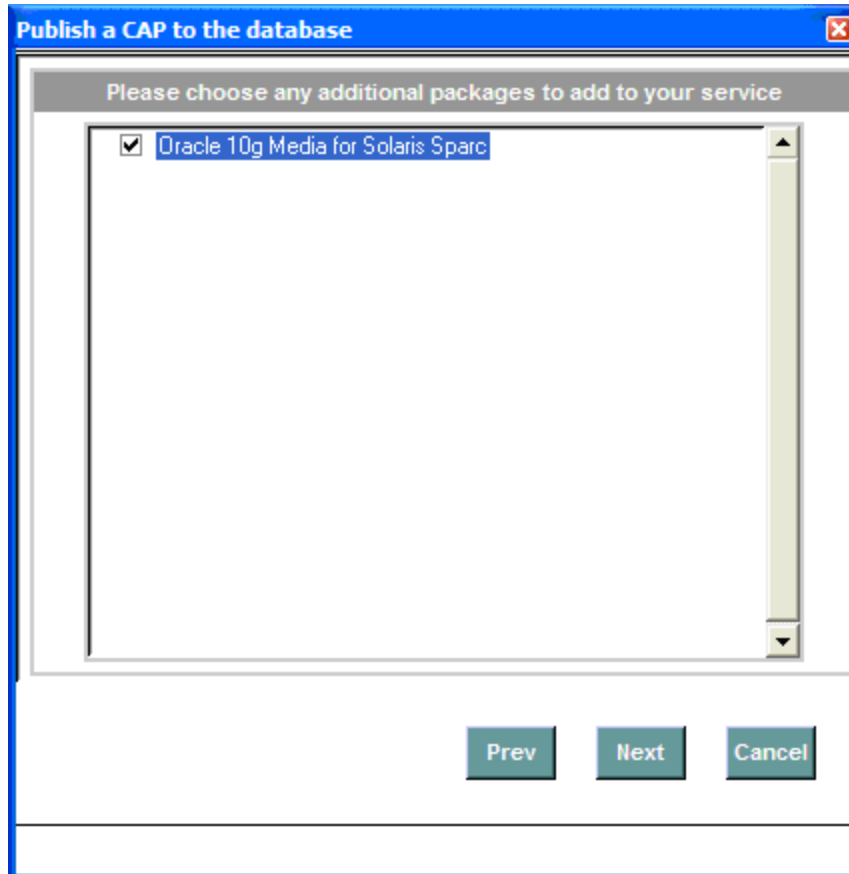 Publish a CAP to the database
Please choose any additional packages to add to your service
Oracle 10g Media for Solaris Sparc
Prev Next Cancel